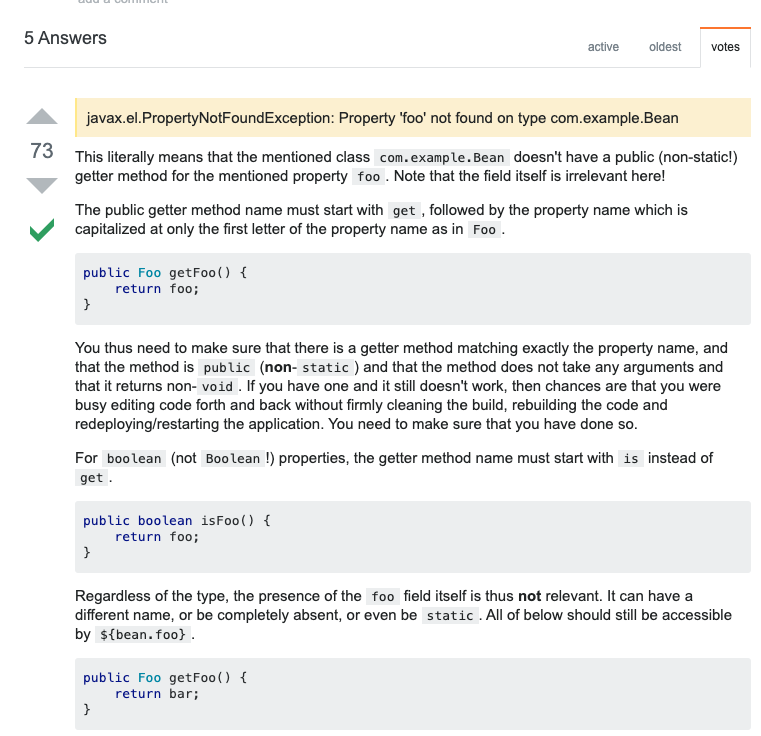 add a comment
5 Answers
active oldest votes
javax.el.PropertyNotFoundException: Property 'foo' not found on type com.example.Bean
73
This literally means that the mentioned class com.example.Bean doesn't have a public (non-static!)
getter method for the mentioned property foo . Note that the field itself is irrelevant here!
The public getter method name must start with get , followed by the property name which is
capitalized at only the first letter of the property name as in Foo .
public Foo getFoo() {
    return foo;
}
You thus need to make sure that there is a getter method matching exactly the property name, and
that the method is public (non- static ) and that the method does not take any arguments and
that it returns non- void . If you have one and it still doesn't work, then chances are that you were
busy editing code forth and back without firmly cleaning the build, rebuilding the code and
redeploying/restarting the application. You need to make sure that you have done so.
For boolean (not Boolean !) properties, the getter method name must start with is instead of
get .
public boolean isFoo() {
    return foo;
}
Regardless of the type, the presence of the foo field itself is thus not relevant. It can have a
different name, or be completely absent, or even be static . All of below should still be accessible
by ${bean.foo} .
public Foo getFoo() {
    return bar;
}